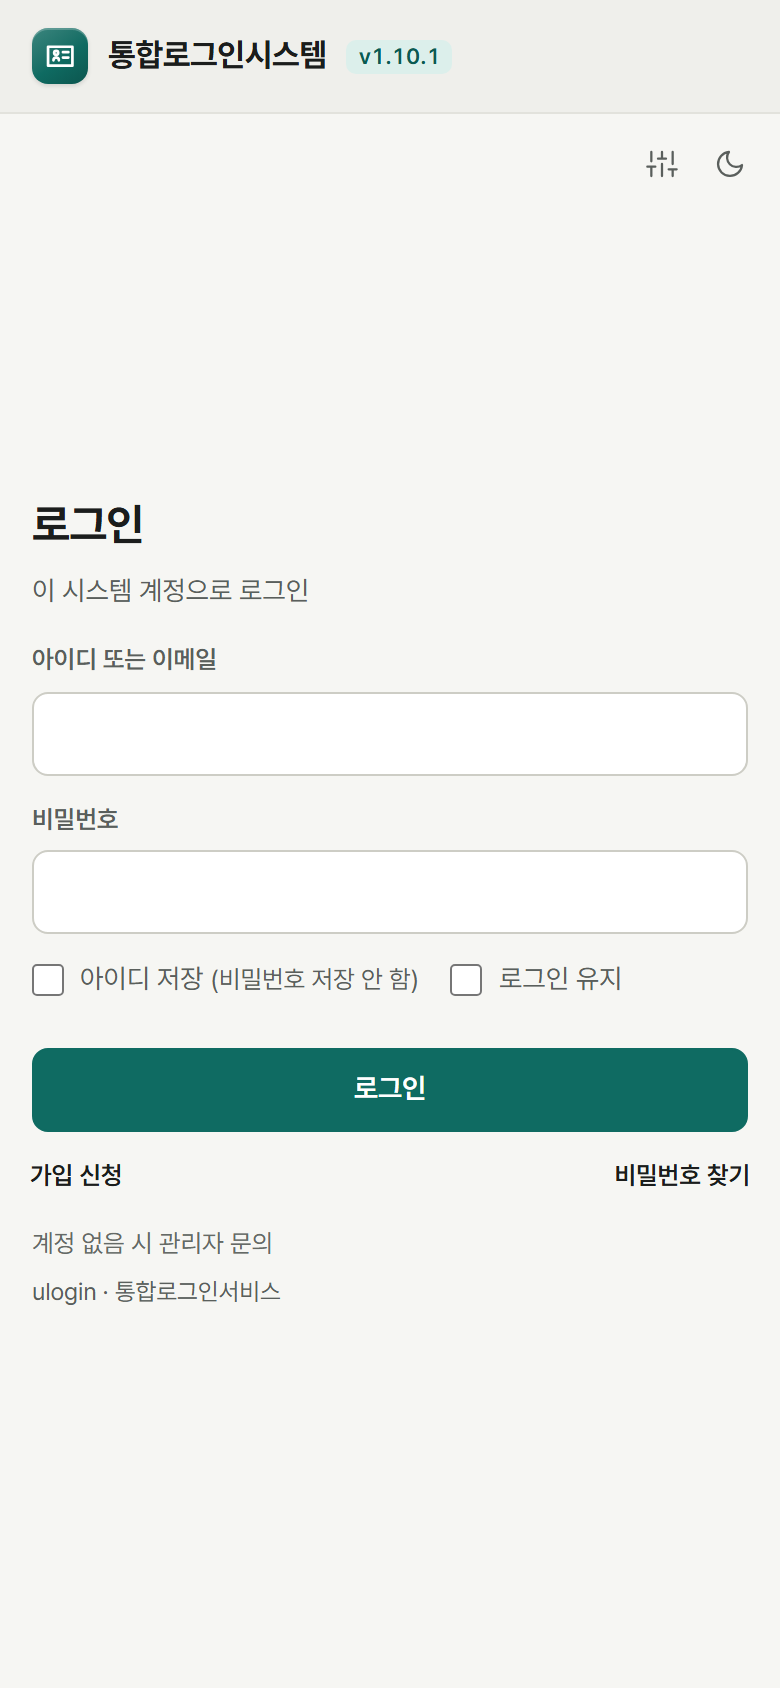 통합로그인시스템 v1.10.1
로그인
이 시스템 계정으로 로그인
아이디 또는 이메일
비밀번호
아이디 저장 (비밀번호 저장 안 함) 로그인 유지
로그인
가입 신청 비밀번호 찾기
계정 없음 시 관리자 문의
ulogin · 통합로그인서비스